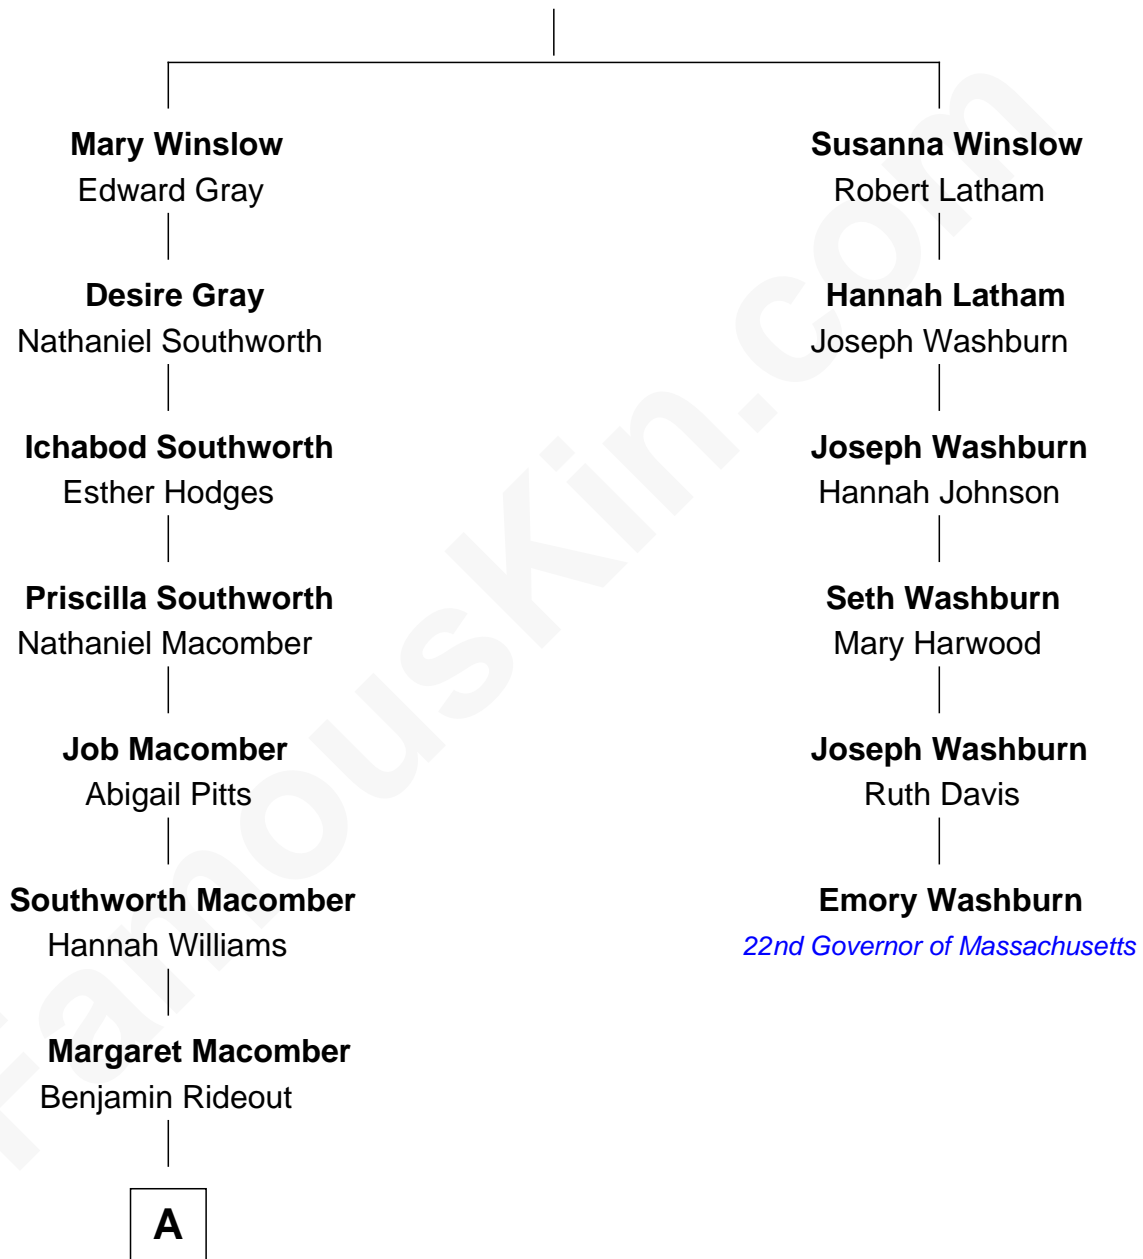 Mary Winslow
Edward Gray
Desire Gray
Nathaniel Southworth
Ichabod Southworth
Esther Hodges
Priscilla Southworth
Nathaniel Macomber
Job Macomber
Abigail Pitts
Southworth Macomber
Hannah Williams
Margaret Macomber
Benjamin Rideout
A
Susanna Winslow
Robert Latham
Hannah Latham
Joseph Washburn
Joseph Washburn
Hannah Johnson
Seth Washburn
Mary Harwood
Joseph Washburn
Ruth Davis
Emory Washburn
22nd Governor of Massachusetts
FamousKin.com